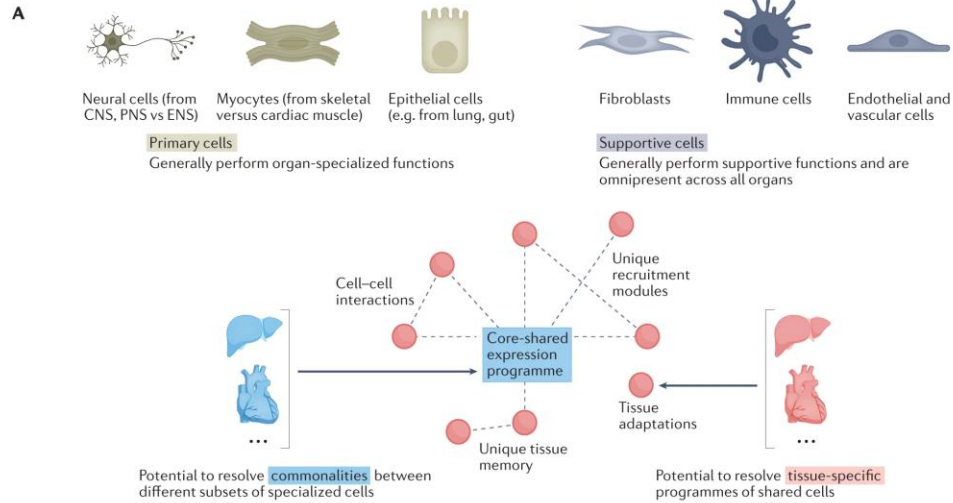 A
Neural cells (from
CNS, PNS vs ENS)
Myocytes (from skeletal
versus cardiac muscle)
Epithelial cells
(e.g. from lung, gut)
Primary cells
Generally perform organ-specialized functions
Fibroblasts
Immune cells
Endothelial and
vascular cells
Supportive cells
Generally perform supportive functions and are
omnipresent across all organs
Cell–cell
interactions
Unique
recruitment
modules
Core-shared
expression
programme
Tissue
adaptations
Unique tissue
memory
...
Potential to resolve commonalities between
different subsets of specialized cells
...
Potential to resolve tissue-specific
programmes of shared cells